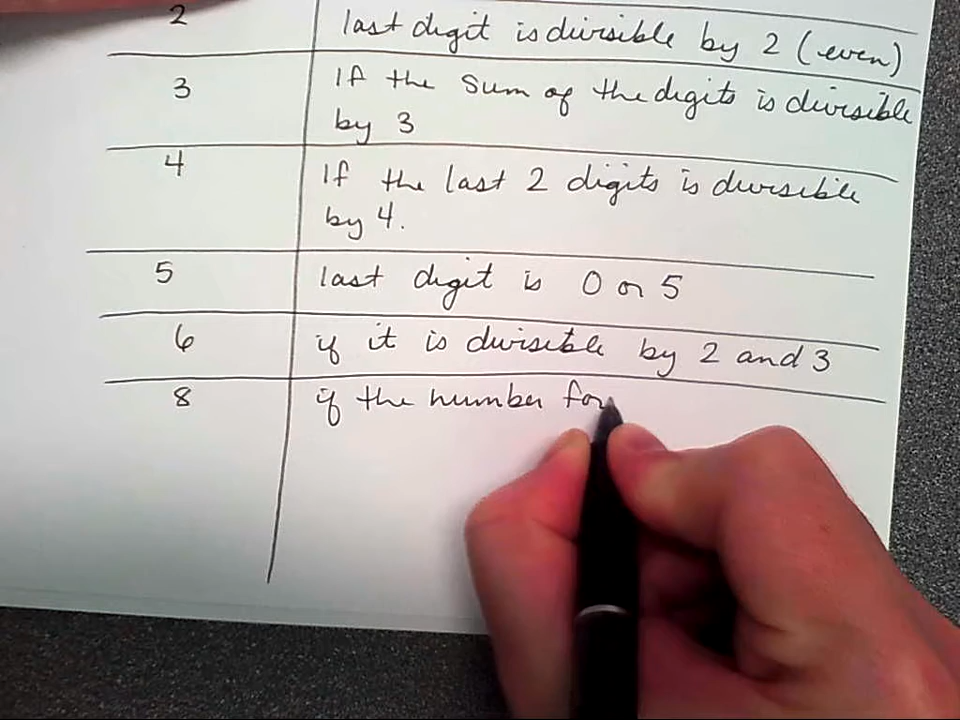 2 last digit is divisible by 2 (even)
3 If the sum of the digits is divisible
by 3
4 If the last 2 digits is divisible
by 4.
5 last digit is 0 or 5
6 if it is divisible by 2 and 3
8 if the number for